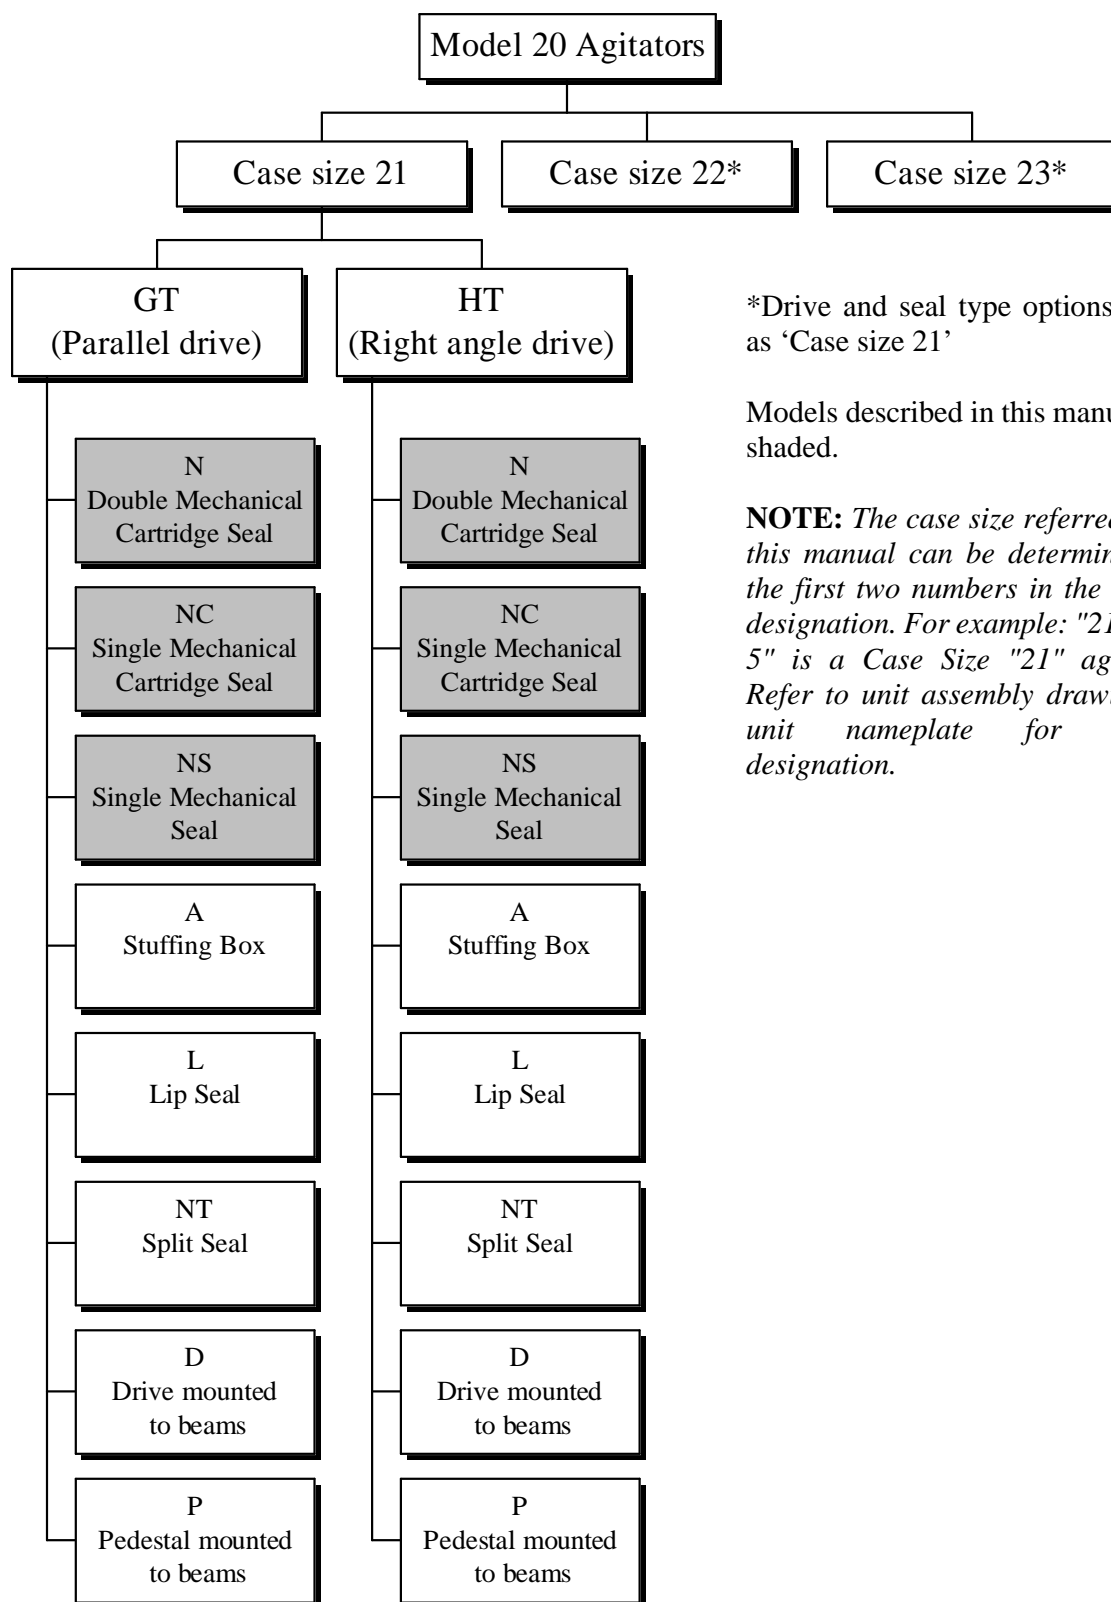 Model 20 Agitators
Case size 21
Case size 22*
Case size 23*
GT
(Parallel drive)
HT
(Right angle drive)
N
Double Mechanical
Cartridge Seal
NC
Single Mechanical
Cartridge Seal
NS
Single Mechanical
Seal
A
Stuffing Box
L
Lip Seal
NT
Split Seal
D
Drive mounted
to beams
P
Pedestal mounted
to beams
N
Double Mechanical
Cartridge Seal
NC
Single Mechanical
Cartridge Seal
NS
Single Mechanical
Seal
A
Stuffing Box
L
Lip Seal
NT
Split Seal
D
Drive mounted
to beams
P
Pedestal mounted
to beams
*Drive and seal type options
as ‘Case size 21’
Models described in this manu
shaded.
NOTE: The case size referred
this manual can be determin
the first two numbers in the
designation. For example: "21
5" is a Case Size "21" ag
Refer to unit assembly draw
unit nameplate for
designation.